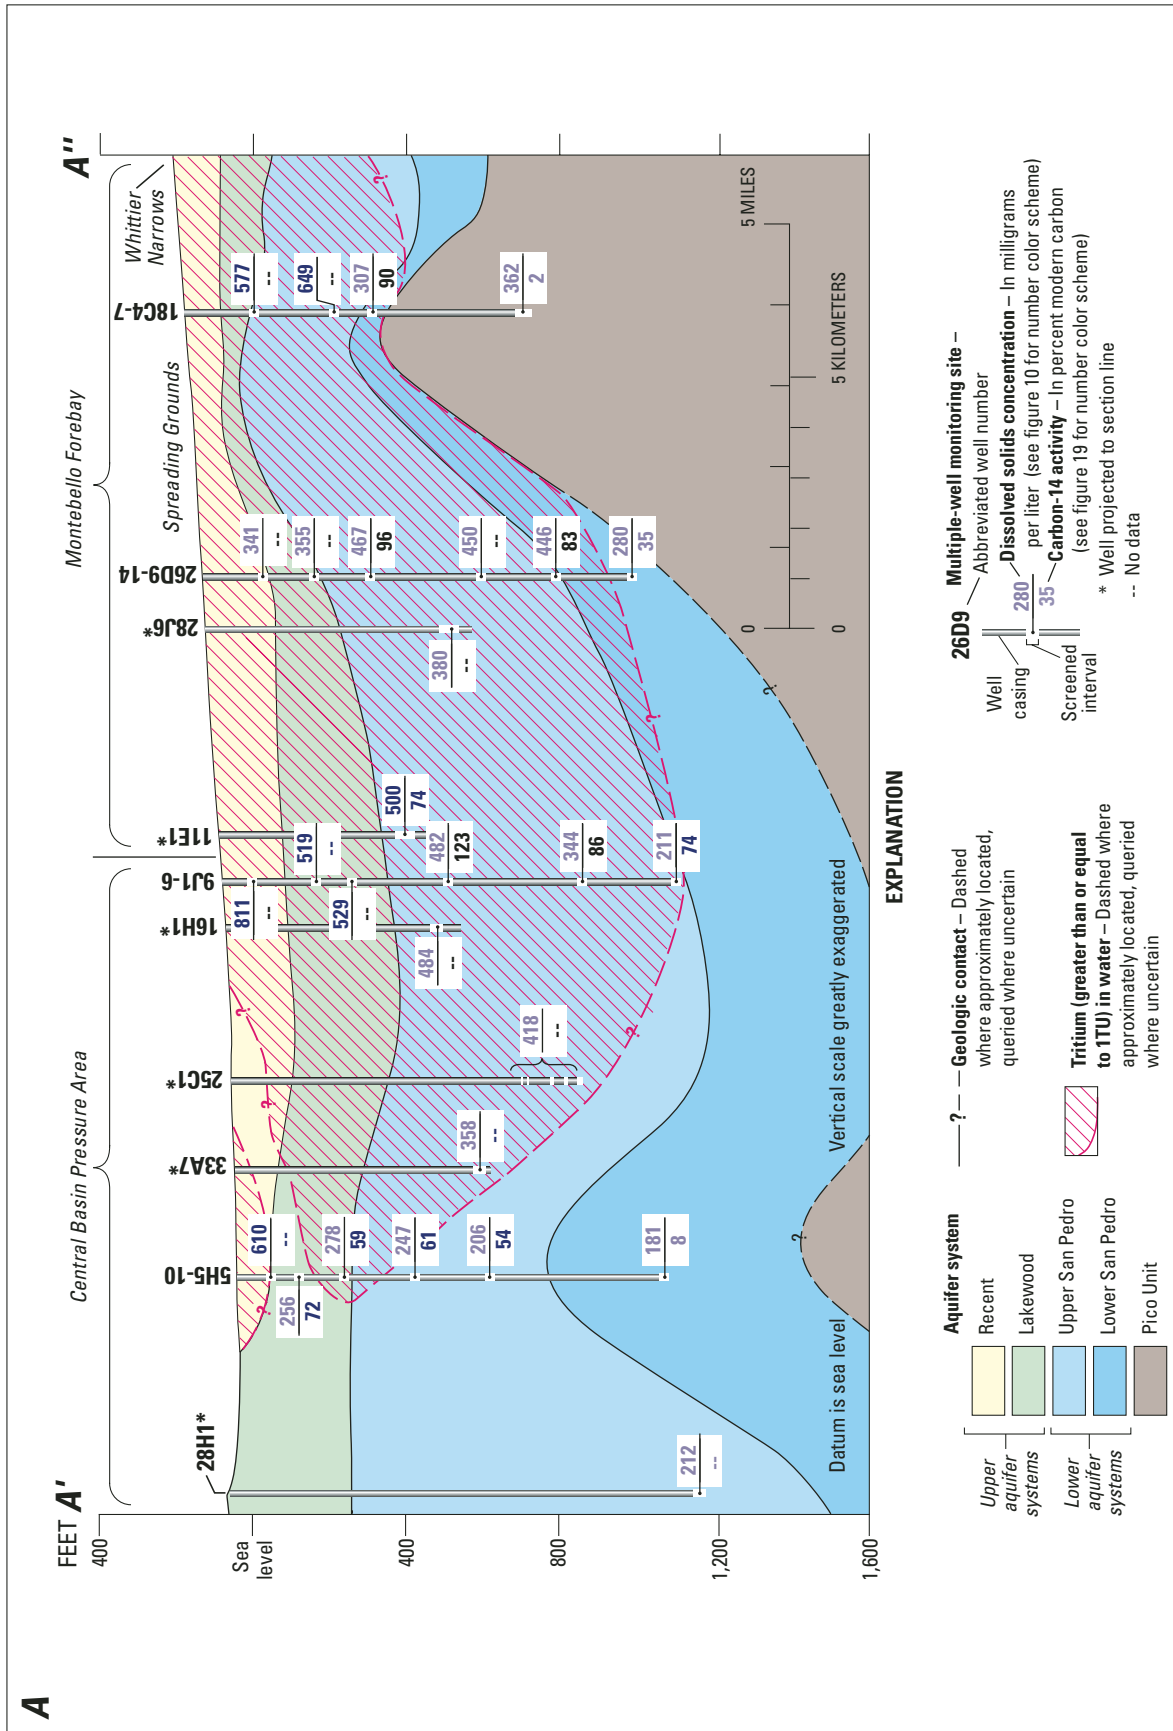 A
FEET
A'
A''
Central Basin Pressure Area
Montebello Forebay
Whittier
Narrows
Spreading Grounds
28H1*
5H5-10
33A7*
25C1*
16H1*
9J1-6
11E1*
28J6*
26D9-14
18C4-7
400
Sea
level
400
800
1,200
1,600
212
--
610
--
256
72
278
59
247
61
206
54
181
8
358
--
418
--
484
--
811
--
519
--
529
--
482
123
344
86
211
74
500
74
380
--
341
--
355
--
467
96
450
--
446
83
280
35
577
--
649
--
307
90
362
2
?
?
?
?
?
?
?
?
?
Datum is sea level
Vertical scale greatly exaggerated
0
5 MILES
0
5 KILOMETERS
EXPLANATION
Aquifer system
Upper
aquifer
systems
Recent
Lakewood
Lower
aquifer
systems
Upper San Pedro
Lower San Pedro
Pico Unit
? Geologic contact – Dashed
where approximately located,
queried where uncertain
Tritium (greater than or equal
to 1TU) in water – Dashed where
approximately located, queried
where uncertain
Multiple-well monitoring site –
26D9
Abbreviated well number
Well
casing
Screened
interval
280
35
Dissolved solids concentration – In milligrams
per liter (see figure 10 for number color scheme)
Carbon-14 activity – In percent modern carbon
(see figure 19 for number color scheme)
* Well projected to section line
-- No data